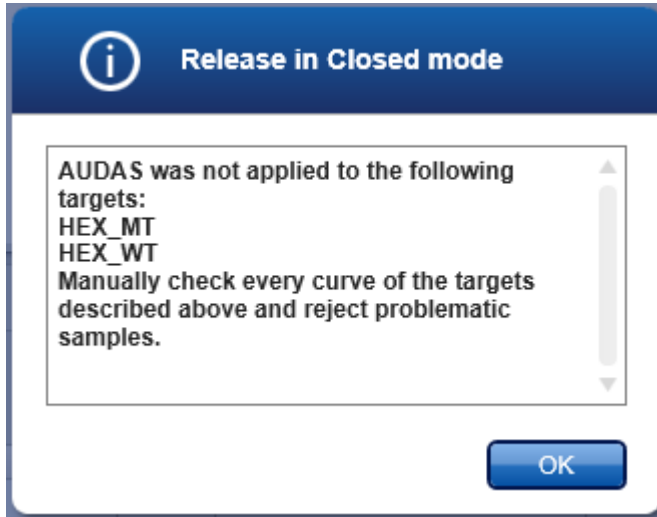 Release in Closed mode
AUDAS was not applied to the following
targets:
HEX_MT
HEX_WT
Manually check every curve of the targets
described above and reject problematic
samples.
OK